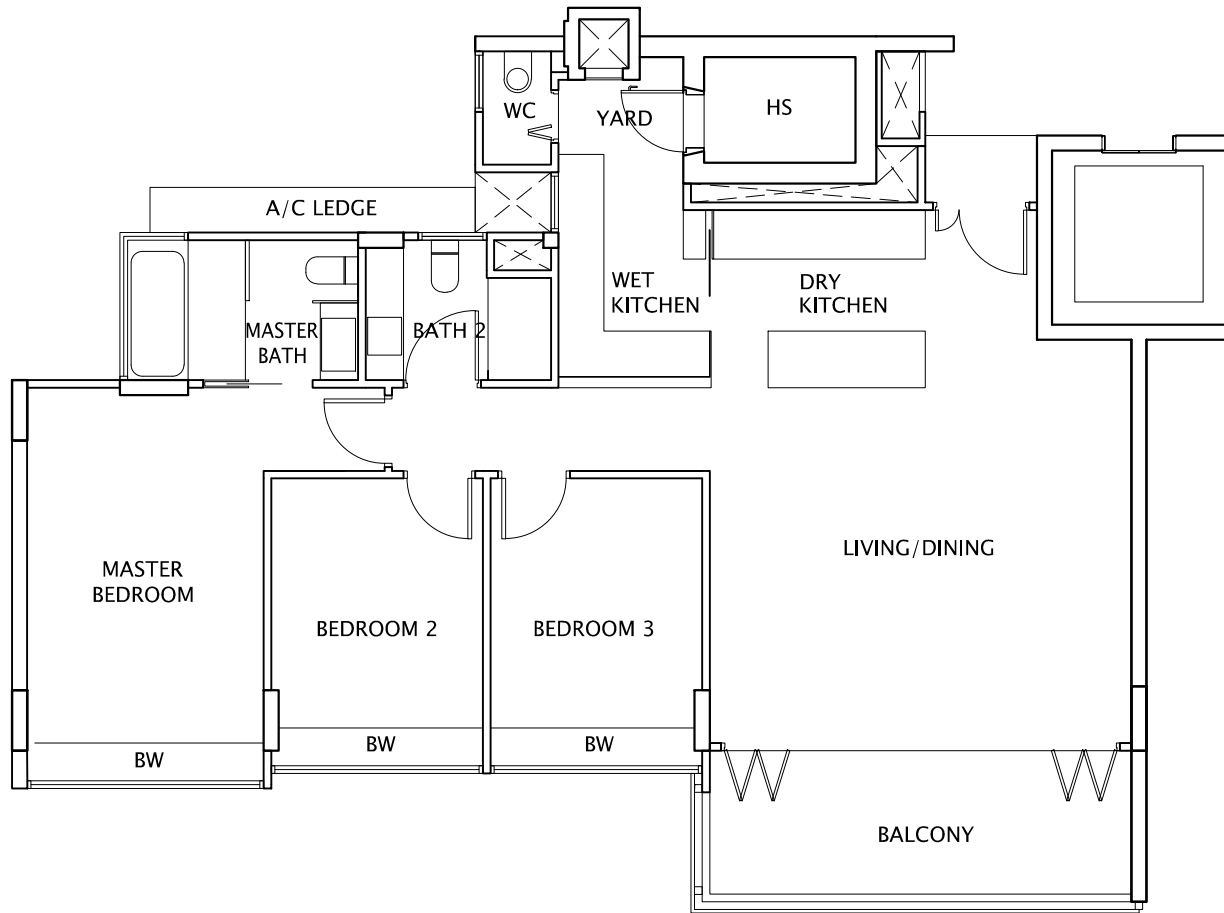 WC
YARD
HS
A/C LEDGE
WET
KITCHEN
DRY
KITCHEN
MASTER
BATH
BATH 2
LIVING/DINING
MASTER
BEDROOM
BEDROOM 2
BEDROOM 3
BW
BW
BW
BALCONY